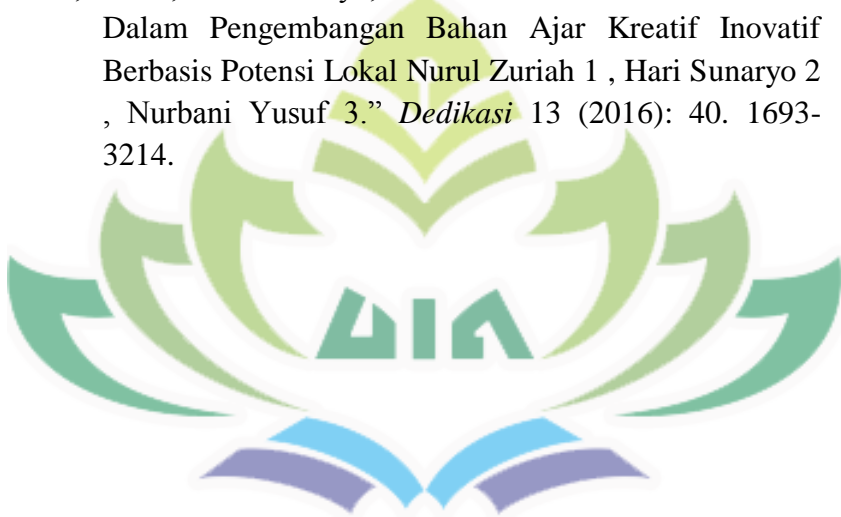 Dalam Pengembangan Bahan Ajar Kreatif Inovatif
Berbasis Potensi Lokal Nurul Zuriah 1 , Hari Sunaryo 2
, Nurbani Yusuf 3.” Dedikasi 13 (2016): 40. 1693-
3214.